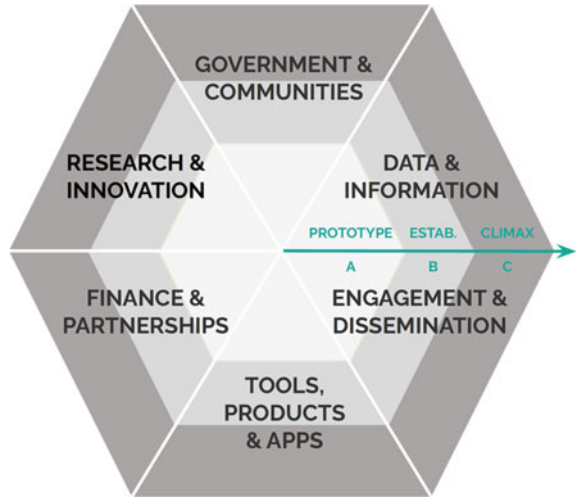 GOVERNMENT &
COMMUNITIES
RESEARCH &
INNOVATION
DATA &
INFORMATION
PROTOTYPE ESTAB. CLIMAX
A B C
FINANCE &
PARTNERSHIPS
ENGAGEMENT &
DISSEMINATION
TOOLS,
PRODUCTS
& APPS